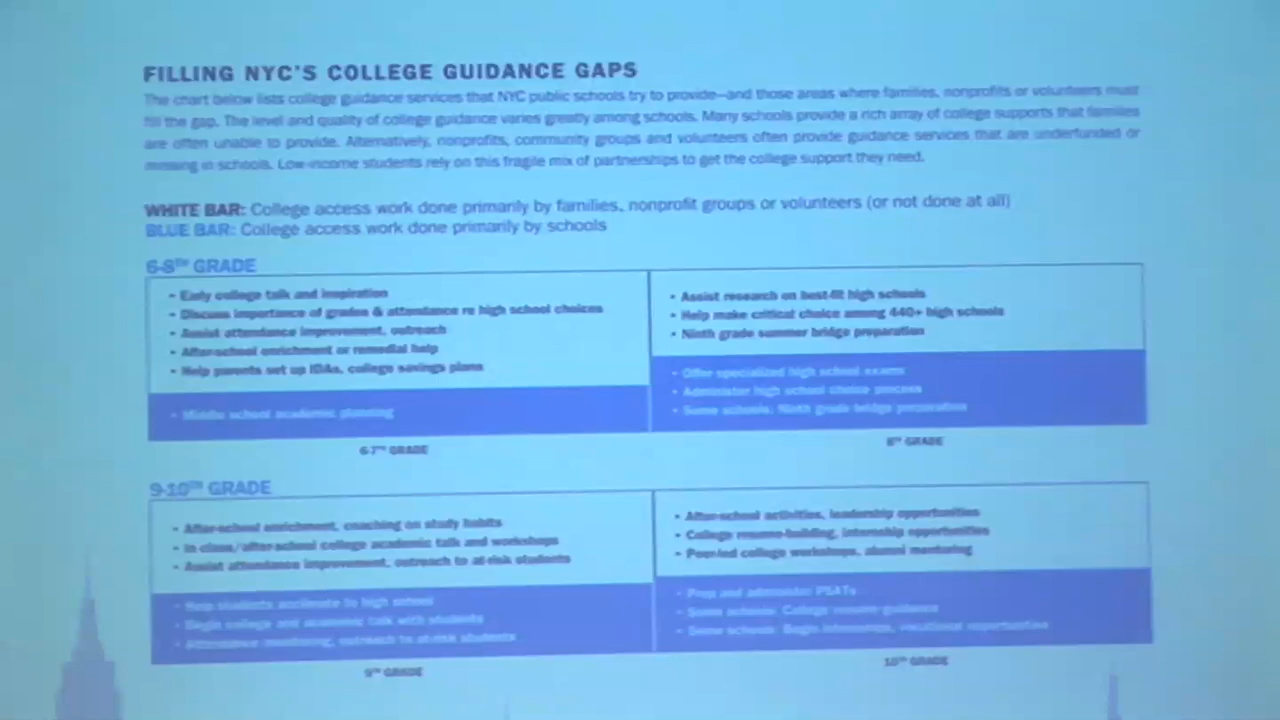 FILLING NYC'S COLLEGE GUIDANCE GAPS
The chart below lists college guidance services that NYC public schools try to provide—and those areas where families, nonprofits or volunteers must
fill the gap. The level and quality of college guidance varies greatly among schools. Many schools provide a rich array of college supports that families
are often unable to provide. Alternatively, nonprofits, community groups and volunteers often provide guidance services that are underfunded or
missing in schools. Low-income students rely on this fragile mix of partnerships to get the college support they need.
WHITE BAR: College access work done primarily by families, nonprofit groups or volunteers (or not done at all)
BLUE BAR: College access work done primarily by schools
6-8TH GRADE
• Early college talk and inspiration
• Discuss importance of grades & attendance re high school choices
• Assist attendance improvement, outreach
• After-school enrichment or remedial help
• Help parents set up IDAs, college savings plans
• Middle school academic planning
6-7TH GRADE
• Assist research on best-fit high schools
• Help make critical choice among 440+ high schools
• Ninth grade summer bridge preparation
• Offer specialized high school exams
• Administer high school choice process
• Some schools: Ninth grade bridge preparation
8TH GRADE
9-10TH GRADE
• After-school enrichment, coaching on study habits
• In class/after-school college academic talk and workshops
• Assist attendance improvement, outreach to at-risk students
• Help students acclimate to high school
• Begin college and academic talk with students
• Attendance monitoring, outreach to at-risk students
9TH GRADE
• After-school activities, leadership opportunities
• College resume-building, internship opportunities
• Peer-led college workshops, alumni mentoring
• Prep and administer PSATs
• Some schools: College resume guidance
• Some schools: Begin internships, vocational opportunities
10TH GRADE